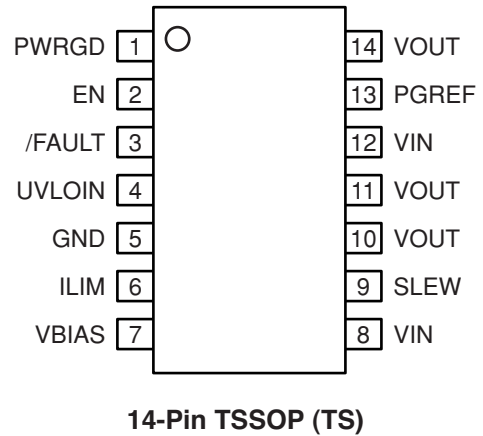 PWRGD 1 14 VOUT
EN 2 13 PGREF
/FAULT 3 12 VIN
UVLOIN 4 11 VOUT
GND 5 10 VOUT
ILIM 6 9 SLEW
VBIAS 7 8 VIN
14-Pin TSSOP (TS)